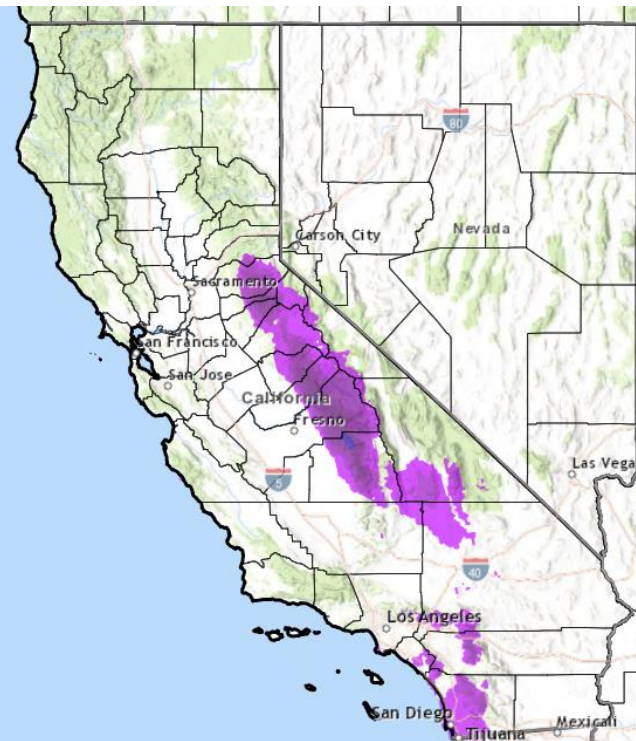 80
Nevada
Carson City
Sacramento
San Francisco
San Jose
California
Fresno
Las Vega
5
40
Los Angeles
San Diego
Tijuana
Mexicali